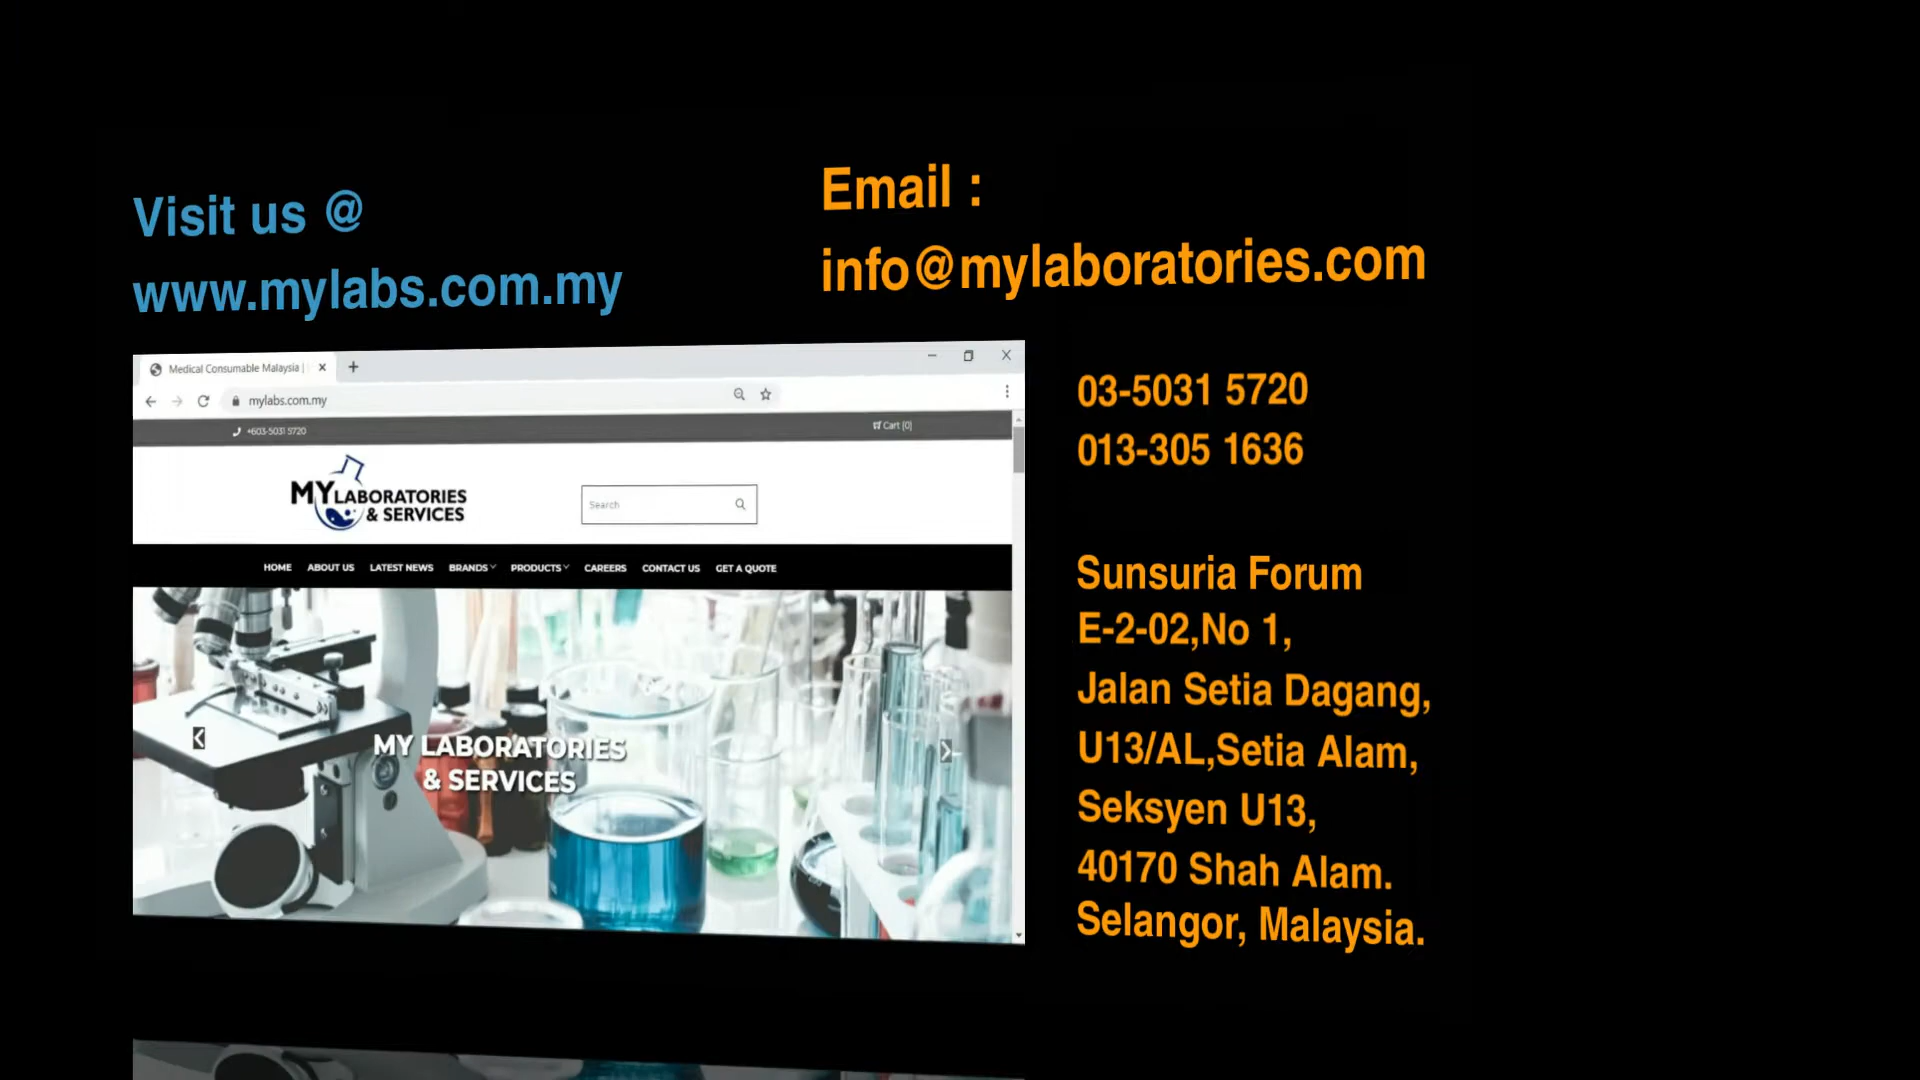 Visit us @
www.mylabs.com.my
Email :
info@mylaboratories.com
Medical Consumable Malaysia |
mylabs.com.my
+603-5031 5720
Cart (0)
MY LABORATORIES
& SERVICES
Search
HOME ABOUT US LATEST NEWS BRANDS PRODUCTS CAREERS CONTACT US GET A QUOTE
MY LABORATORIES
& SERVICES
03-5031 5720
013-305 1636
Sunsuria Forum
E-2-02,No 1,
Jalan Setia Dagang,
U13/AL,Setia Alam,
Seksyen U13,
40170 Shah Alam.
Selangor, Malaysia.